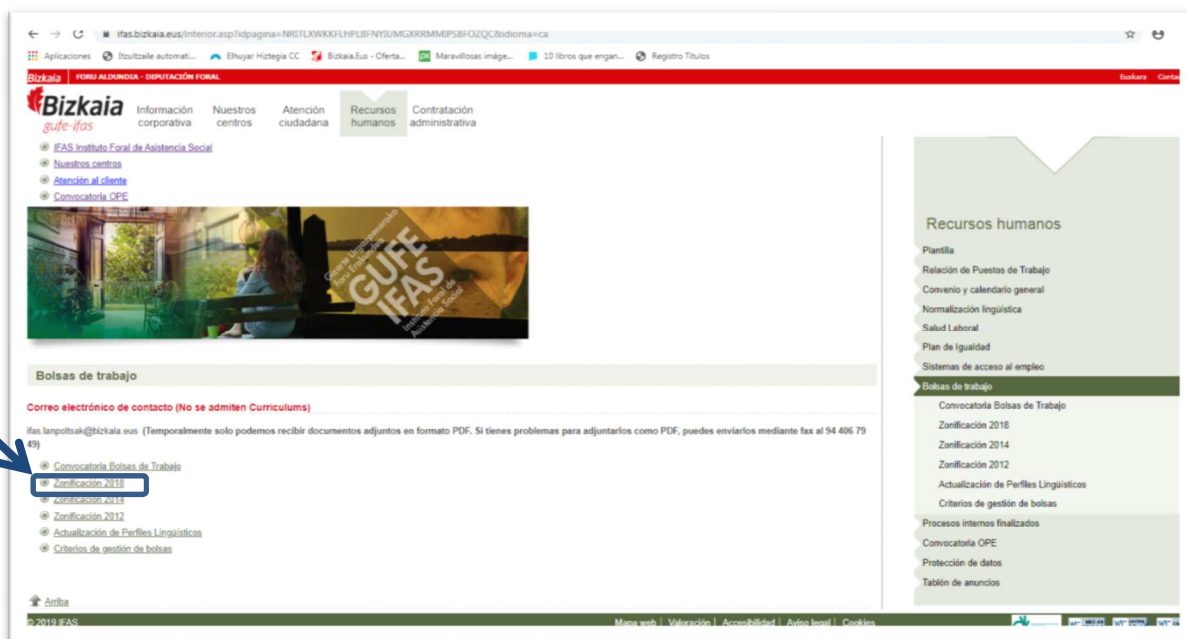 ifas.bizkaia.eus/interior.asp?idpagina=NRITLXWKKFLHPLBFNYIUMGXRRMMIPSBFOZQC&idioma=ca
Aplicaciones Itzultzaile automati... Elhuyar Hiztegia CC Bizkaia.Eus - Oferta... Maravillosas imáge... 10 libros que engan... Registro Titulos
Bizkaia FORU ALDUNDIA - DIPUTACIÓN FORAL Euskara Conta
Bizkaia
gufe-ifas
Información corporativa
Nuestros centros
Atención ciudadana
Recursos humanos
Contratación administrativa
IFAS Instituto Foral de Asistencia Social
Nuestros centros
Atención al cliente
Convocatoria OPE
Gizarte Urgazpenerako
Foru Erakundea
GUFE
IFAS
Instituto Foral de
Asistencia Social
Bolsas de trabajo
Correo electrónico de contacto (No se admiten Curriculums)
ifas.lanpoltsak@bizkaia.eus (Temporalmente solo podemos recibir documentos adjuntos en formato PDF. Si tienes problemas para adjuntarlos como PDF, puedes enviarlos mediante fax al 94 406 79
49)
Convocatoria Bolsas de Trabajo
Zonificación 2018
Zonificación 2014
Zonificación 2012
Actualización de Perfiles Lingüísticos
Criterios de gestión de bolsas
Arriba
Recursos humanos
Plantilla
Relación de Puestos de Trabajo
Convenio y calendario general
Normalización lingüística
Salud Laboral
Plan de Igualdad
Sistemas de acceso al empleo
Bolsas de trabajo
Convocatoria Bolsas de Trabajo
Zonificación 2018
Zonificación 2014
Zonificación 2012
Actualización de Perfiles Lingüísticos
Criterios de gestión de bolsas
Procesos internos finalizados
Convocatoria OPE
Protección de datos
Tablón de anuncios
© 2019 IFAS Mapa web | Valoración | Accesibilidad | Aviso legal | Cookies